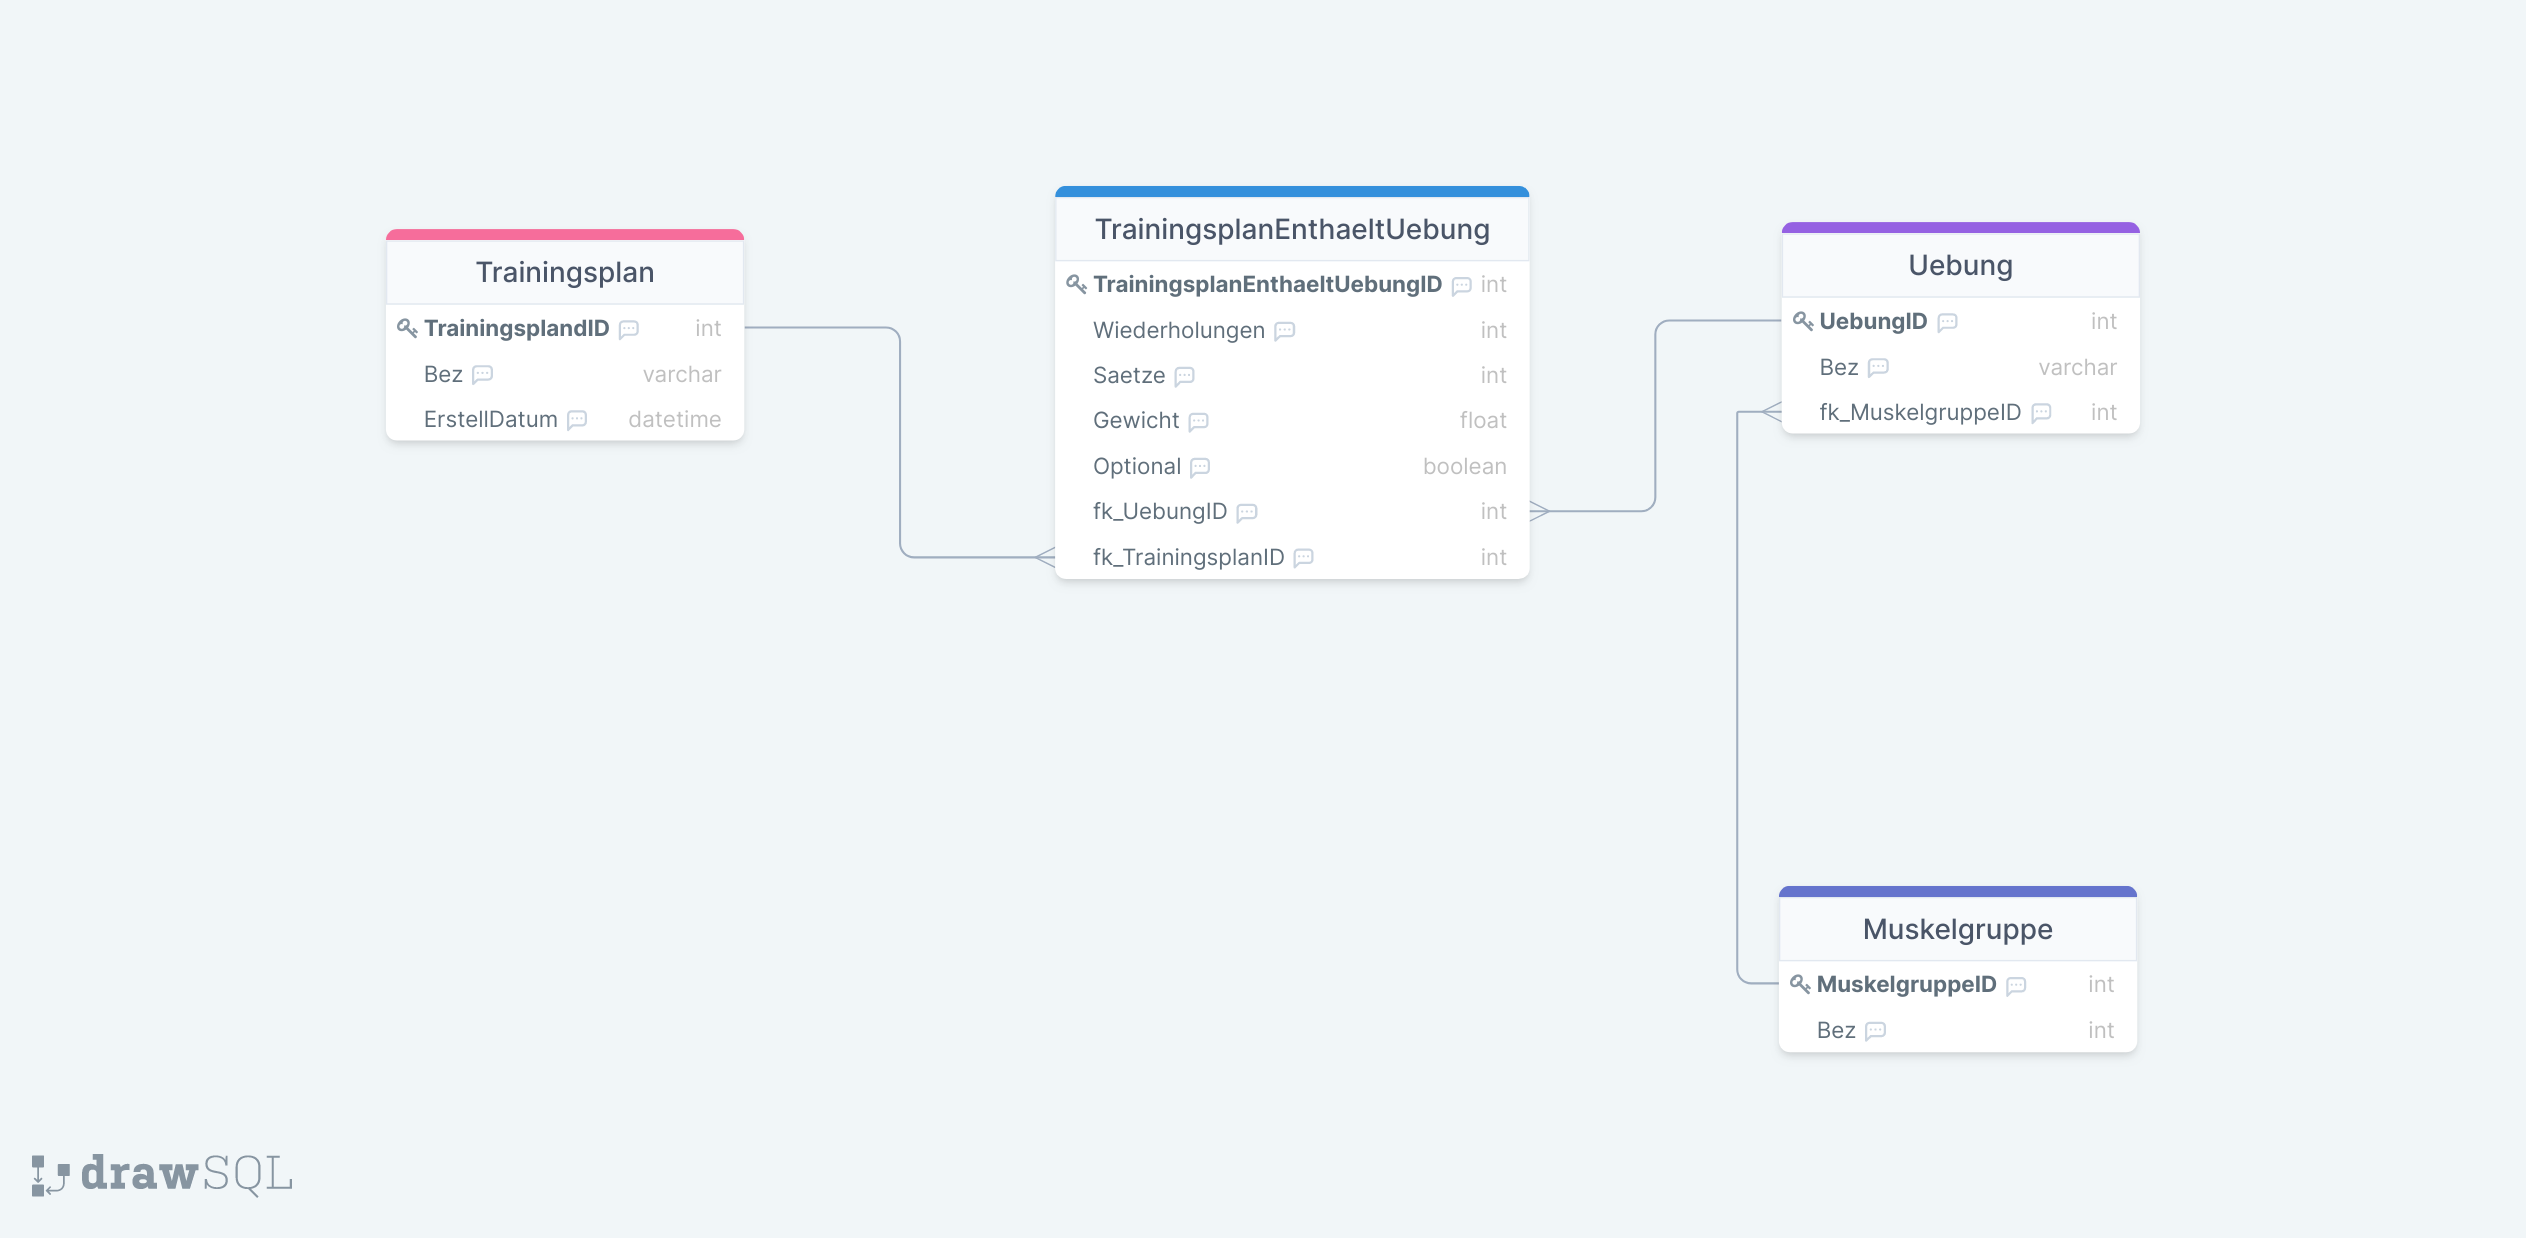 Trainingsplan
TrainingsplandID int
Bez varchar
ErstellDatum datetime
TrainingsplanEnthaeltUebung
TrainingsplanEnthaeltUebungID int
Wiederholungen int
Saetze int
Gewicht float
Optional boolean
fk_UebungID int
fk_TrainingsplanID int
Uebung
UebungID int
Bez varchar
fk_MuskelgruppeID int
Muskelgruppe
MuskelgruppeID int
Bez int
drawSQL